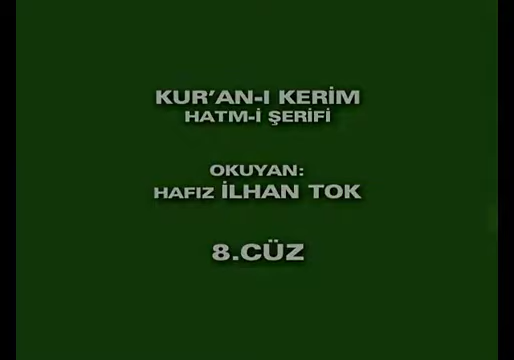 KUR'AN-I KERİM
HATM-İ ŞERİFİ
OKUYAN:
HAFIZ İLHAN TOK
8.CÜZ